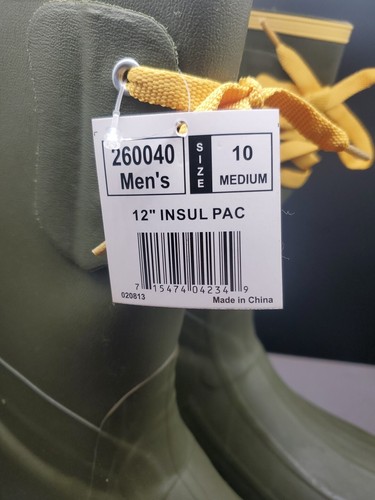 260040
Men's
SIZE
10
MEDIUM
12" INSUL PAC
7 15474 04234 9
020813
Made in China